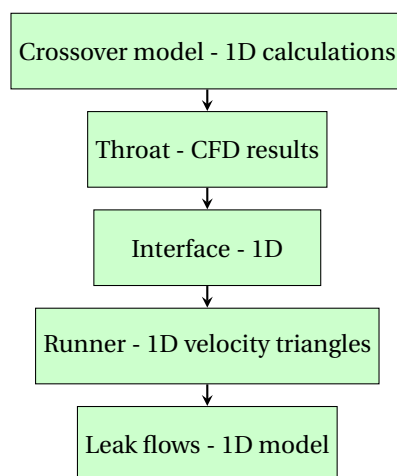 Crossover model - 1D calculations
Throat - CFD results
Interface - 1D
Runner - 1D velocity triangles
Leak flows - 1D model